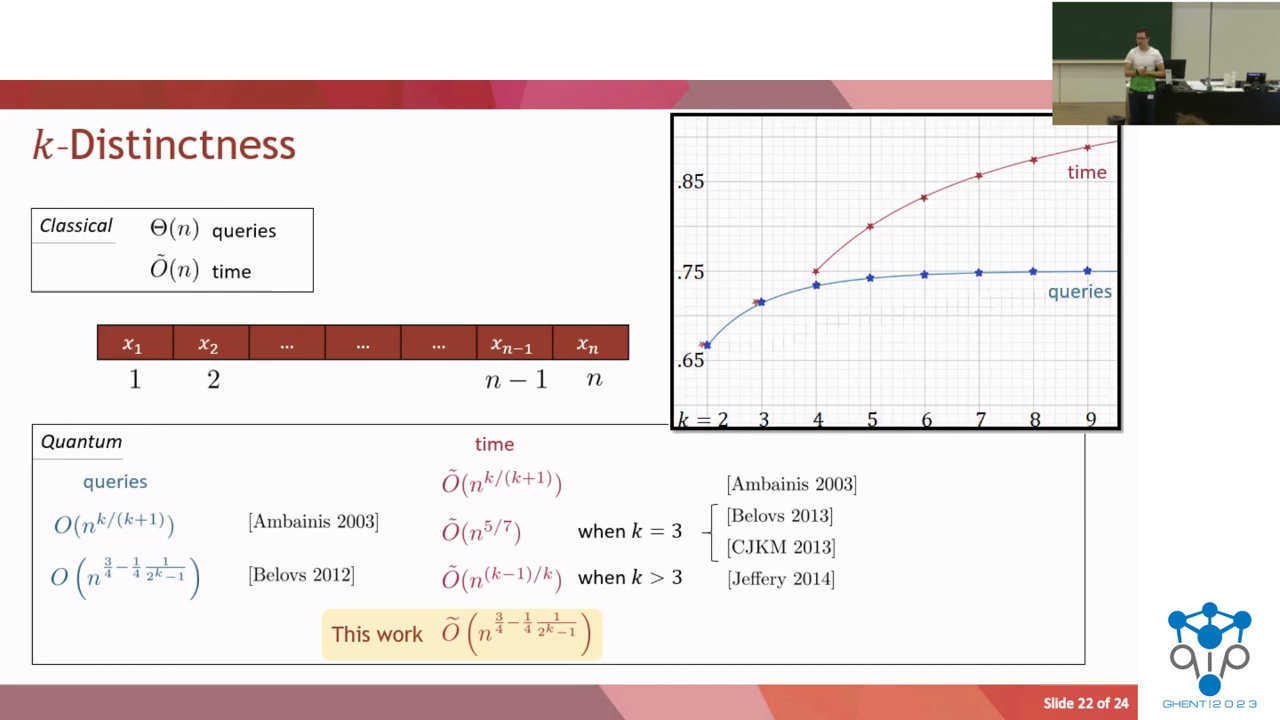 k-Distinctness
Classical
Θ(n) queries
Õ(n) time
x₁ x₂ ... ... ... xₙ₋₁ xₙ
1 2 n − 1 n
.85
.75
.65
time
queries
k = 2 3 4 5 6 7 8 9
Quantum
queries
O(n^{k/(k+1)}) [Ambainis 2003]
O(n^{3/4 − 1/4 1/(2^k−1)}) [Belovs 2012]
time
Õ(n^{k/(k+1)}) [Ambainis 2003]
Õ(n^{5/7}) when k = 3 [Belovs 2013]
[CJKM 2013]
Õ(n^{(k−1)/k}) when k > 3 [Jeffery 2014]
This work Õ(n^{3/4 − 1/4 1/(2^k−1)})
Slide 22 of 24
qip
GHENT|2023